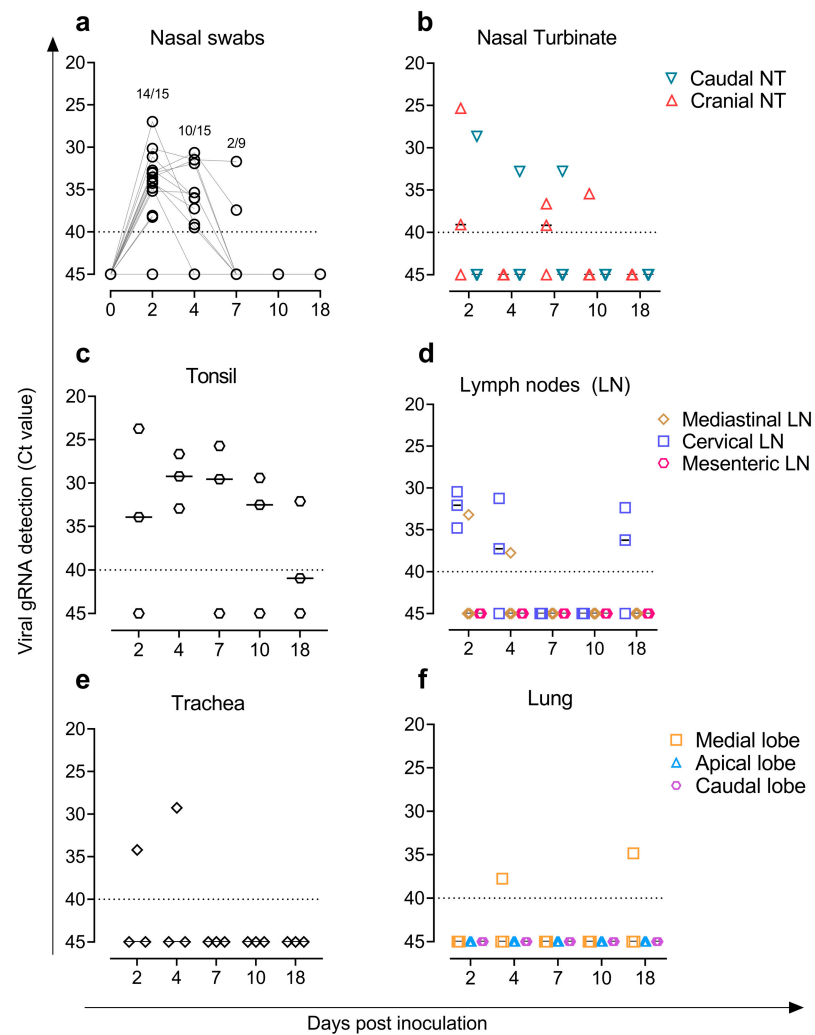 a
Nasal swabs
20
25
30
35
40
45
14/15
10/15
2/9
0 2 4 7 10 18
b
Nasal Turbinate
Caudal NT
Cranial NT
20
25
30
35
40
45
2 4 7 10 18
c
Tonsil
20
25
30
35
40
45
2 4 7 10 18
d
Lymph nodes (LN)
Mediastinal LN
Cervical LN
Mesenteric LN
20
25
30
35
40
45
2 4 7 10 18
e
Trachea
20
25
30
35
40
45
2 4 7 10 18
f
Lung
Medial lobe
Apical lobe
Caudal lobe
20
25
30
35
40
45
2 4 7 10 18
Viral gRNA detection (Ct value)
Days post inoculation